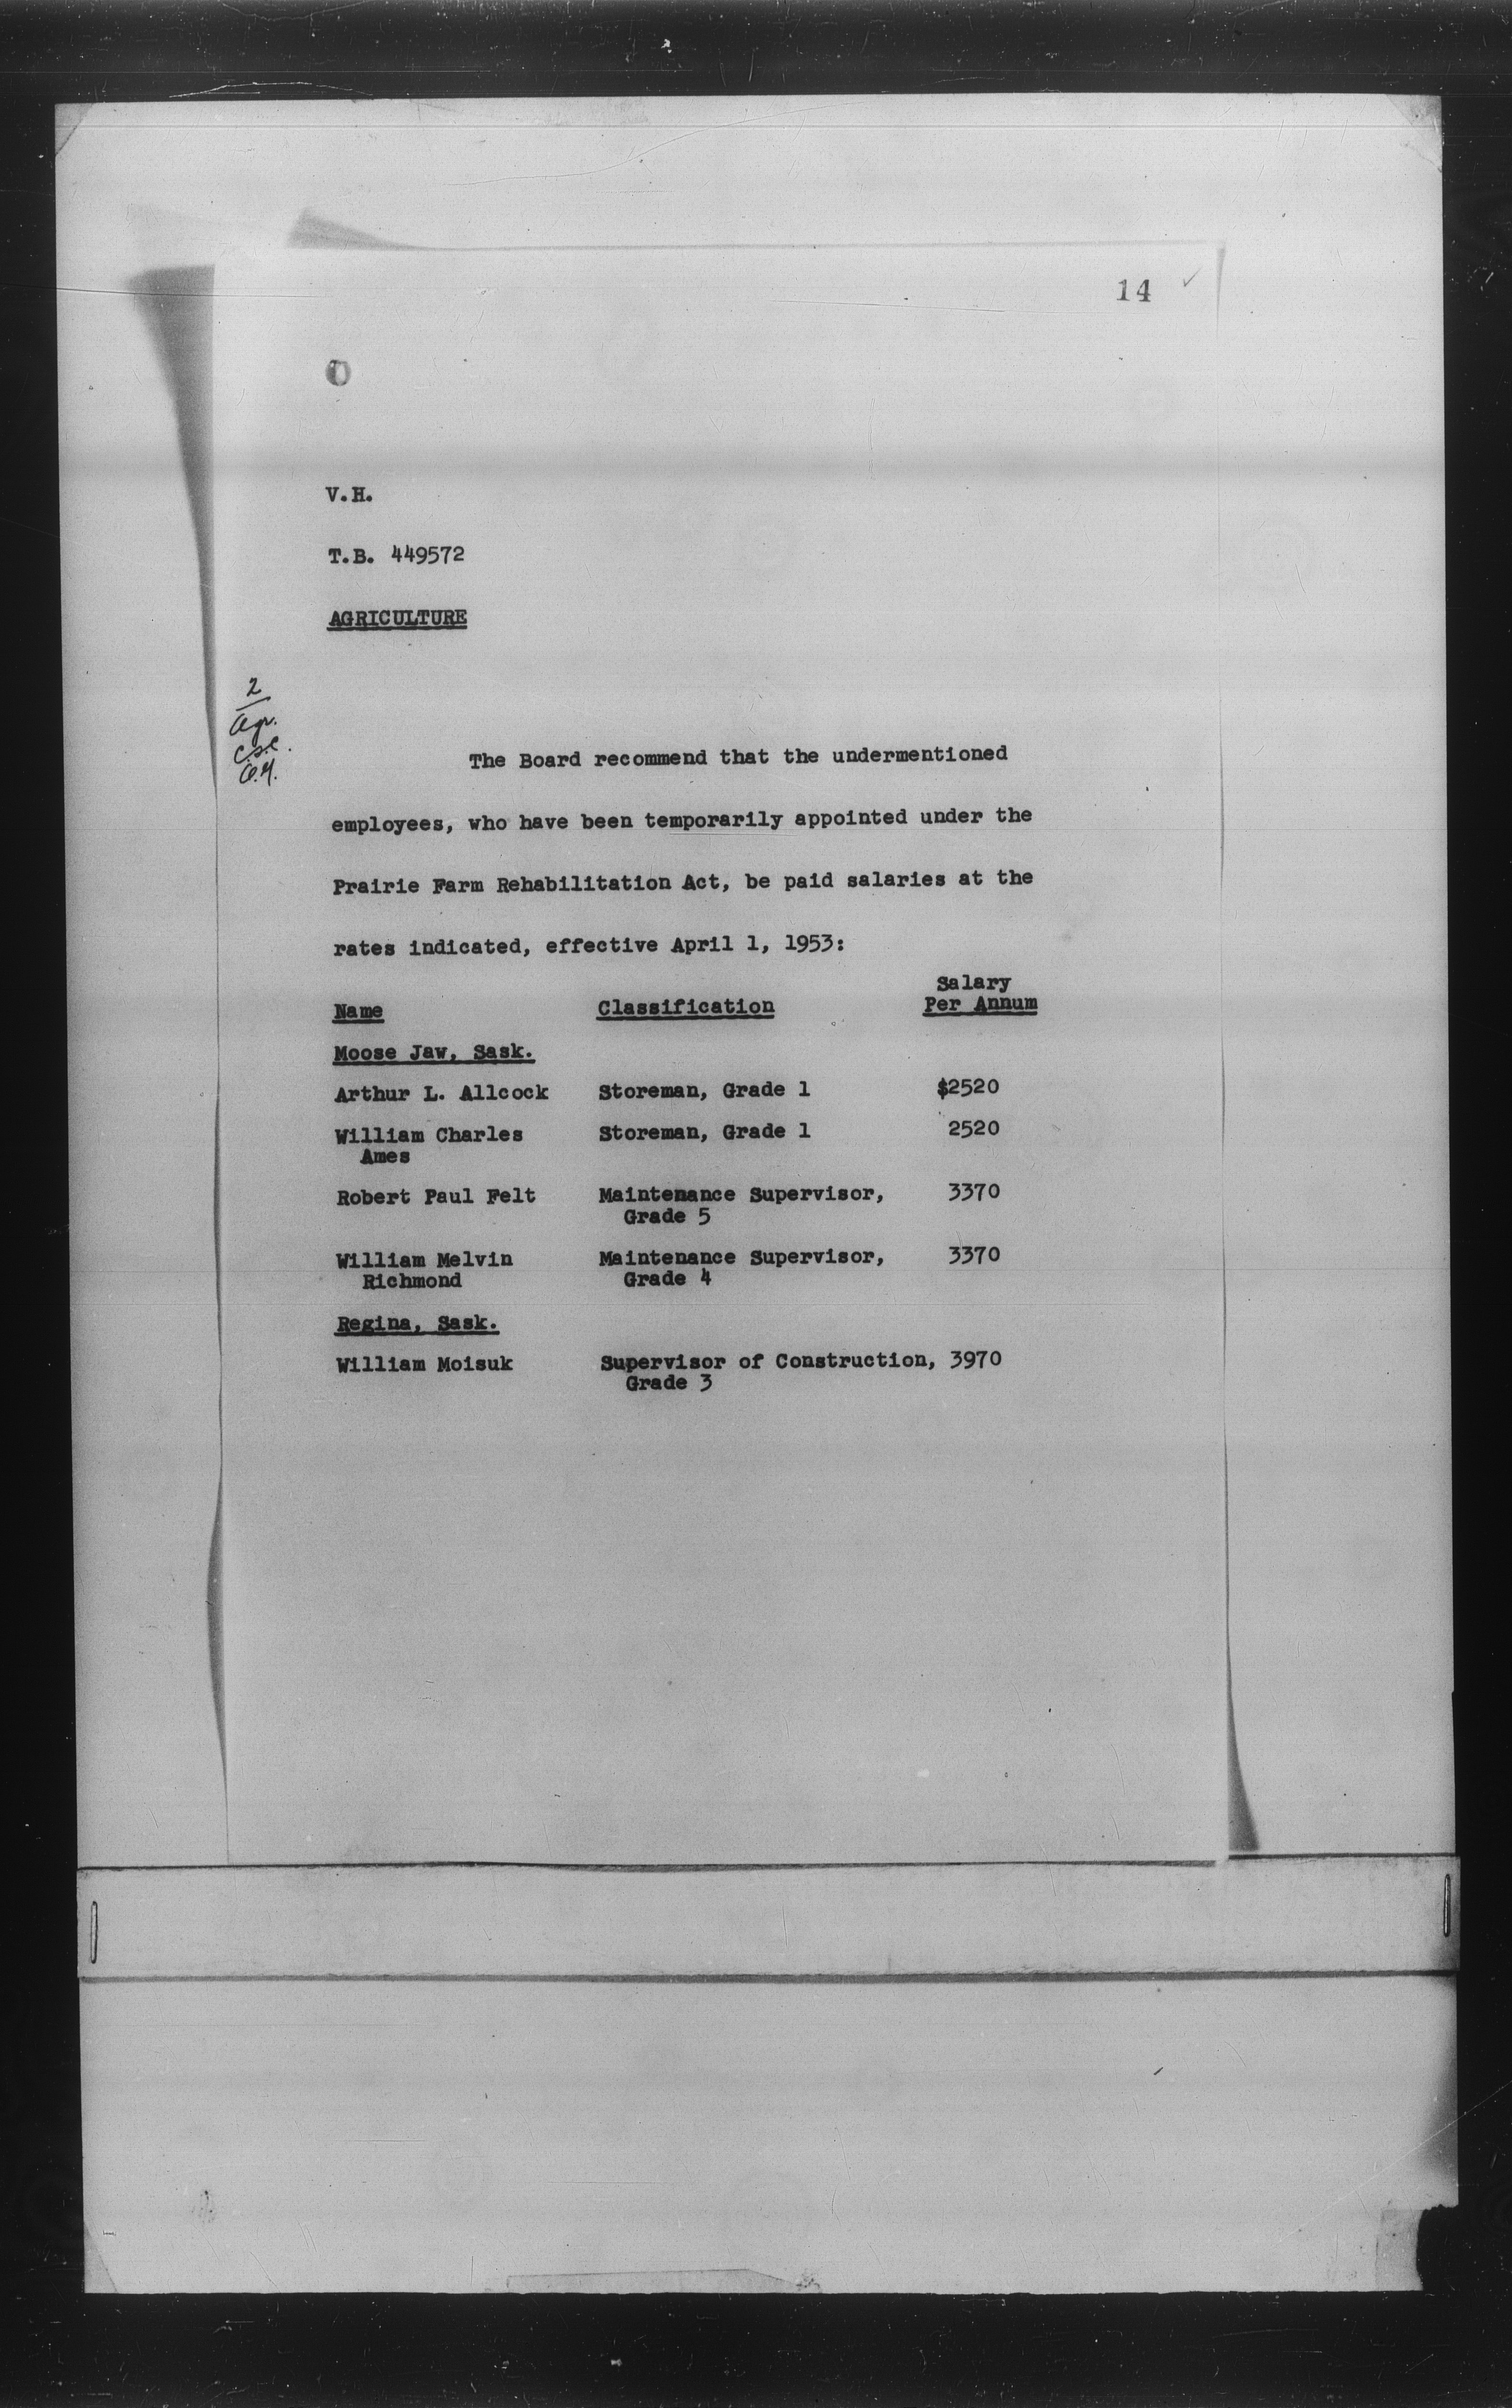 14
V.H.
T.B. 449572
AGRICULTURE
2
Agr.
C.S.C.
The Board recommend that the undermentioned
employees, who have been temporarily appointed under the
Prairie Farm Rehabilitation Act, be paid salaries at the
rates indicated, effective April 1, 1953:
Salary
Name Classification Per Annum
Moose Jaw, Sask.
Arthur L. Allcock Storeman, Grade 1 $2520
William Charles Storeman, Grade 1 2520
Ames
Robert Paul Felt Maintenance Supervisor, 3370
Grade 5
William Melvin Maintenance Supervisor, 3370
Richmond Grade 4
Regina, Sask.
William Moisuk Supervisor of Construction, 3970
Grade 3